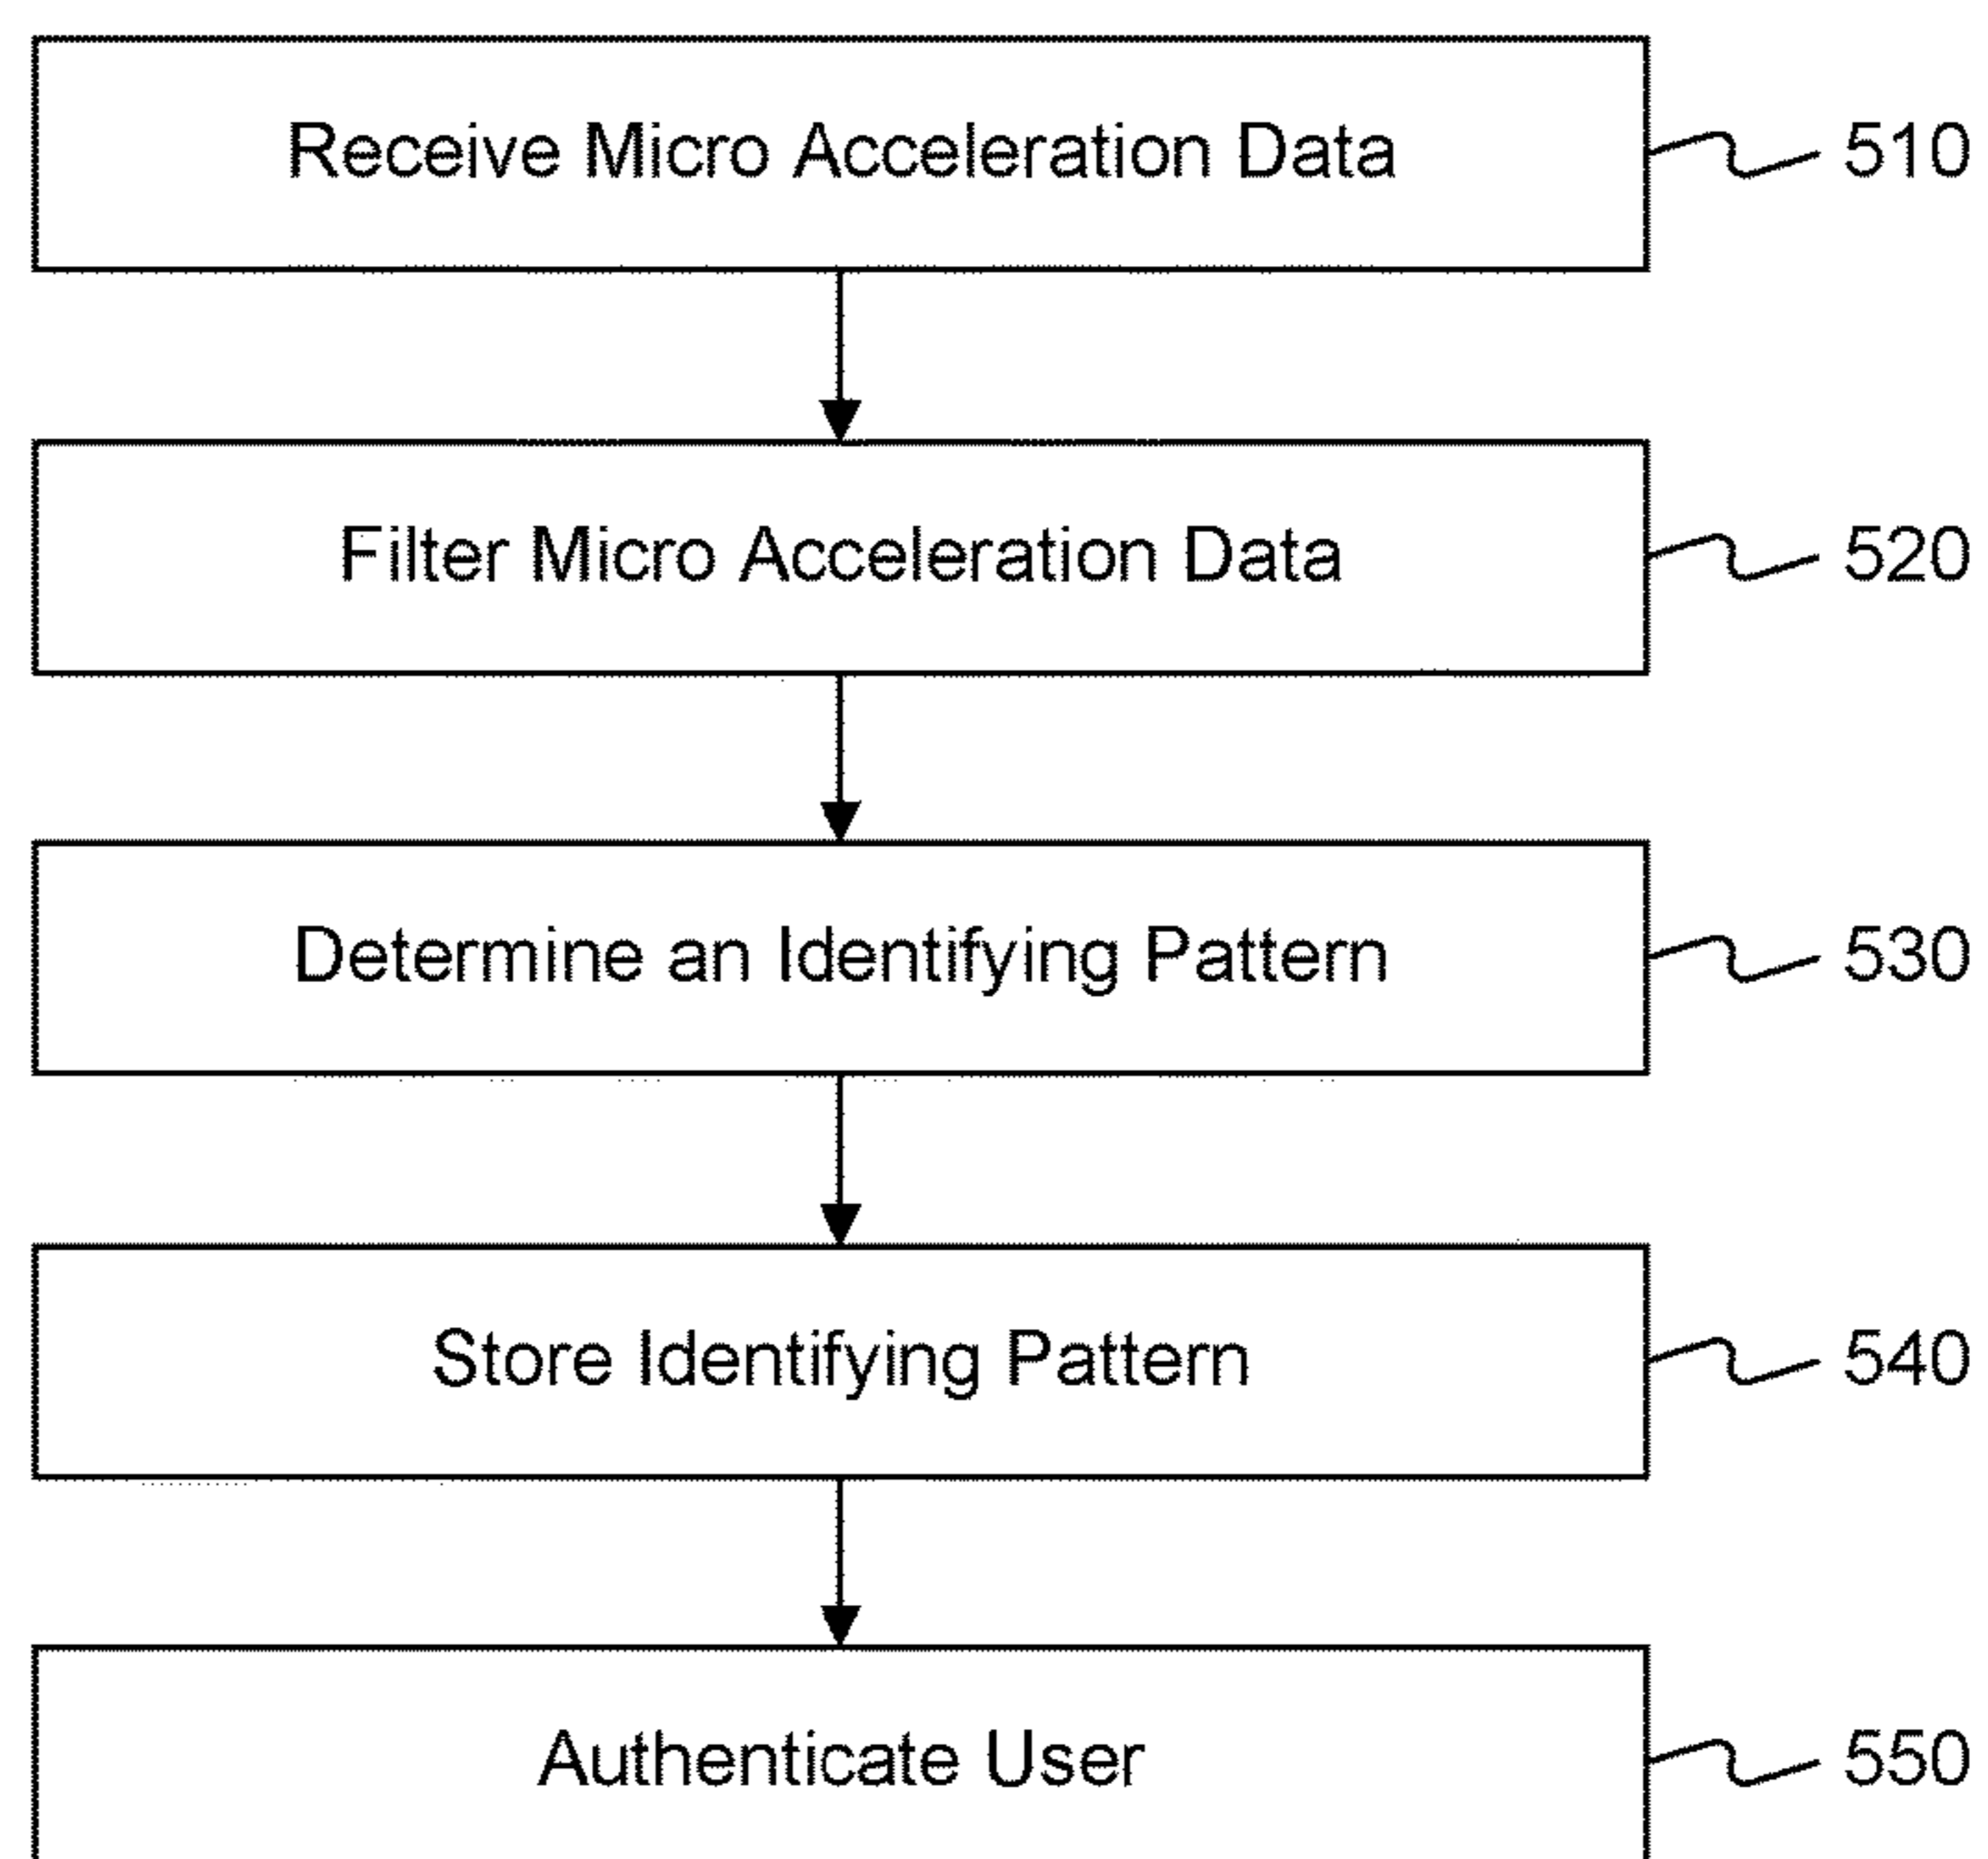 Receive Micro Acceleration Data 510
Filter Micro Acceleration Data 520
Determine an Identifying Pattern 530
Store Identifying Pattern 540
Authenticate User 550